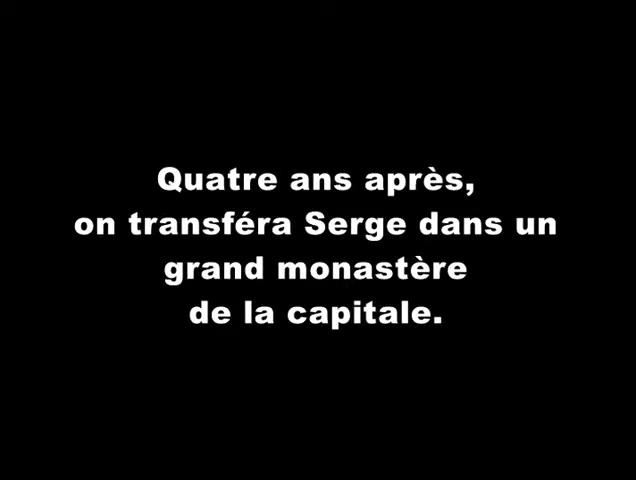 Quatre ans après,
on transféra Serge dans un
grand monastère
de la capitale.